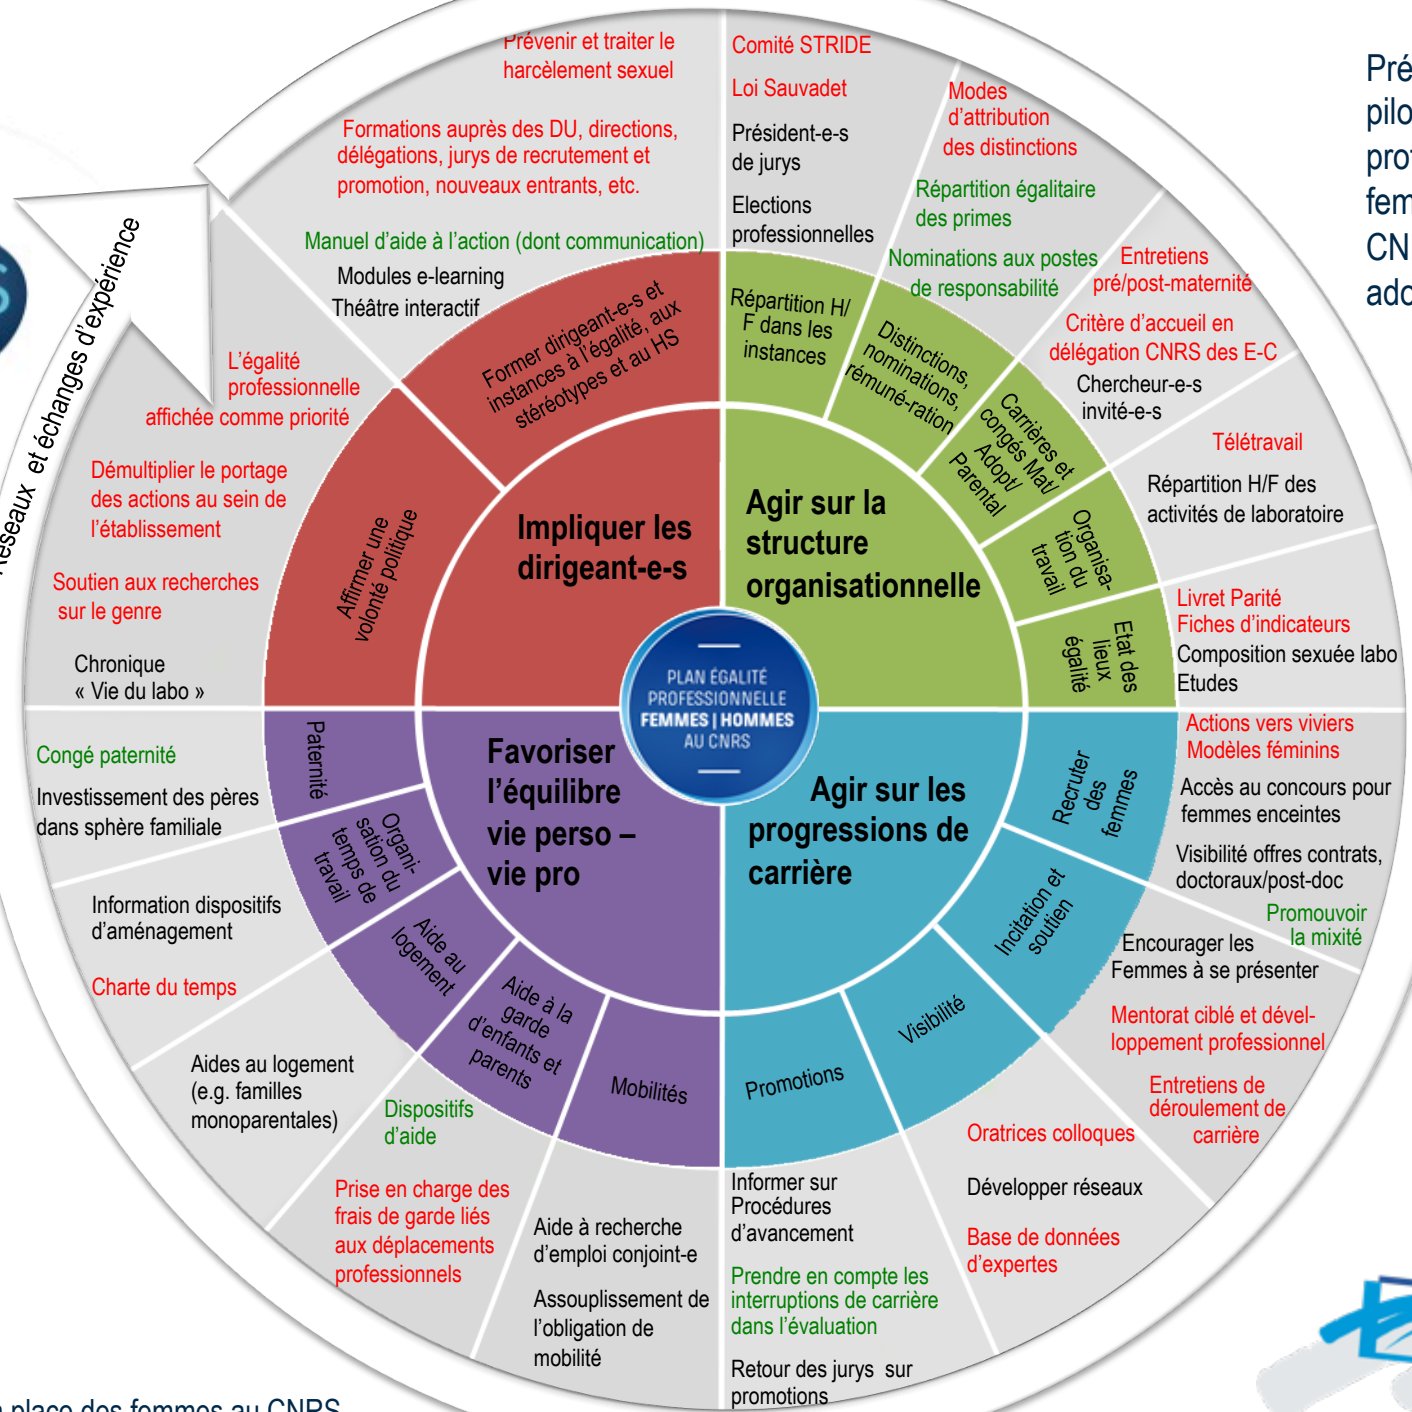 Prévenir et traiter le
harcèlement sexuel
Formations auprès des DU, directions,
délégations, jurys de recrutement et
promotion, nouveaux entrants, etc.
Manuel d'aide à l'action (dont communication)
Modules e-learning
Théâtre interactif
Comité STRIDE
Loi Sauvadet
Président-e-s
de jurys
Elections
professionnelles
Modes
d'attribution
des distinctions
Répartition égalitaire
des primes
Nominations aux postes
de responsabilité
Entretiens
pré/post-maternité
Critère d'accueil en
délégation CNRS des E-C
Chercheur-e-s
invité-e-s
Télétravail
Répartition H/F des
activités de laboratoire
Livret Parité
Fiches d'indicateurs
Composition sexuée labo
Etudes
Actions vers viviers
Modèles féminins
Accès au concours pour
femmes enceintes
Visibilité offres contrats,
doctoraux/post-doc
Promouvoir
la mixité
Encourager les
Femmes à se présenter
Mentorat ciblé et dével-
loppement professionnel
Entretiens de
déroulement de
carrière
Oratrices colloques
Développer réseaux
Base de données
d'expertes
Informer sur
Procédures
d'avancement
Prendre en compte les
interruptions de carrière
dans l'évaluation
Retour des jurys sur
promotions
Aide à recherche
d'emploi conjoint-e
Assouplissement de
l'obligation de
mobilité
Dispositifs
d'aide
Prise en charge des
frais de garde liés
aux déplacements
professionnels
Aides au logement
(e.g. familles
monoparentales)
Information dispositifs
d'aménagement
Charte du temps
Congé paternité
Investissement des pères
dans sphère familiale
L'égalité
professionnelle
affichée comme priorité
Démultiplier le portage
des actions au sein de
l'établissement
Soutien aux recherches
sur le genre
Chronique
« Vie du labo »
Réseaux et échanges d'expérience
Former dirigeant-e-s et
instances à l'égalité, aux
stéréotypes et au HS
Affirmer une
volonté politique
Répartition H/
F dans les
instances
Distinctions,
nominations,
rémuné-ration
Carrières et
congés Mat/
Adopt/
Parental
Organisa-
tion du
travail
Etat des
lieux
égalité
Recruter
des
femmes
Incitation et
soutien
Visibilité
Promotions
Mobilités
Aide à la
garde
d'enfants et
parents
Aide au
logement
Organi-
sation du
temps de
travail
Paternité
Impliquer les
dirigeant-e-s
Agir sur la
structure
organisationnelle
Favoriser
l'équilibre
vie perso –
vie pro
Agir sur les
progressions de
carrière
PLAN ÉGALITÉ
PROFESSIONNELLE
FEMMES | HOMMES
AU CNRS
place des femmes au CNRS